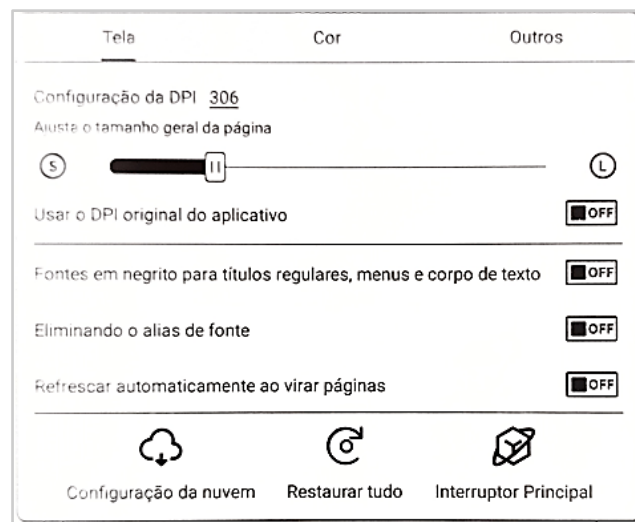 Tela Cor Outros
Configuração da DPI 306
Ajusta o tamanho geral da página
S L
Usar o DPI original do aplicativo OFF
Fontes em negrito para títulos regulares, menus e corpo de texto OFF
Eliminando o alias de fonte OFF
Refrescar automaticamente ao virar páginas OFF
Configuração da nuvem Restaurar tudo Interruptor Principal